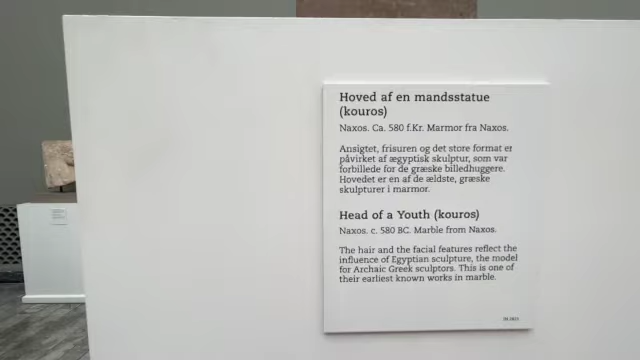 Hoved af en mandsstatue
(kouros)
Naxos. Ca. 580 f.Kr. Marmor fra Naxos.
Ansigtet, frisuren og det store format er
påvirket af ægyptisk skulptur, som var
forbillede for de græske billedhuggere.
Hovedet er en af de ældste, græske
skulpturer i marmor.
Head of a Youth (kouros)
Naxos. c. 580 BC. Marble from Naxos.
The hair and the facial features reflect the
influence of Egyptian sculpture, the model
for Archaic Greek sculptors. This is one of
their earliest known works in marble.